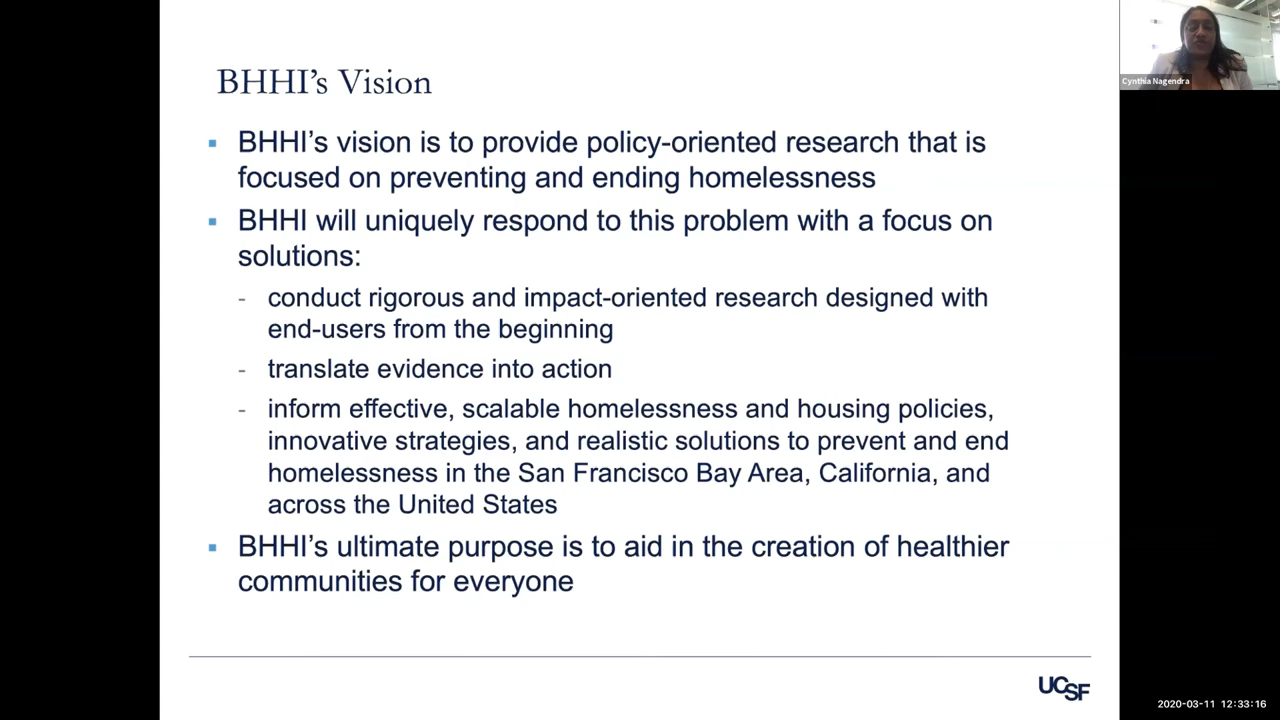 BHHI’s Vision
▪ BHHI’s vision is to provide policy-oriented research that is
focused on preventing and ending homelessness
▪ BHHI will uniquely respond to this problem with a focus on
solutions:
- conduct rigorous and impact-oriented research designed with
end-users from the beginning
- translate evidence into action
- inform effective, scalable homelessness and housing policies,
innovative strategies, and realistic solutions to prevent and end
homelessness in the San Francisco Bay Area, California, and
across the United States
▪ BHHI’s ultimate purpose is to aid in the creation of healthier
communities for everyone
UCSF
Cynthia Nagendra
2020-03-11 12:33:16